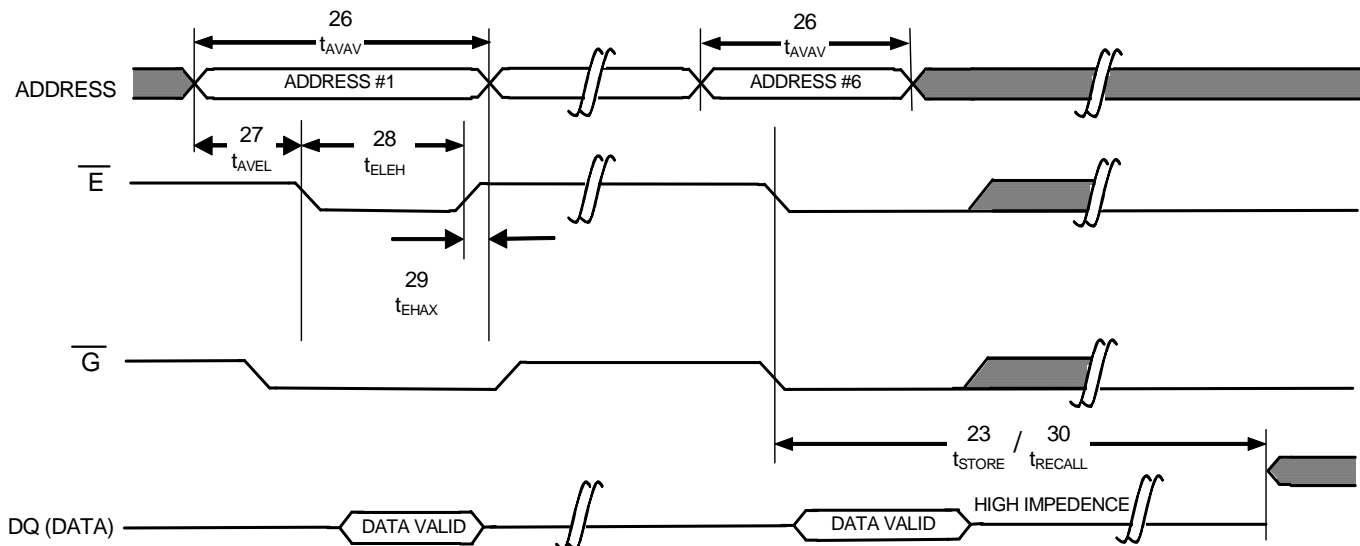 26
tAVAV
26
tAVAV
ADDRESS
ADDRESS #1
ADDRESS #6
27
tAVEL
28
tELEH
E
29
tEHAX
G
23 / 30
tSTORE tRECALL
HIGH IMPEDENCE
DQ (DATA)
DATA VALID
DATA VALID